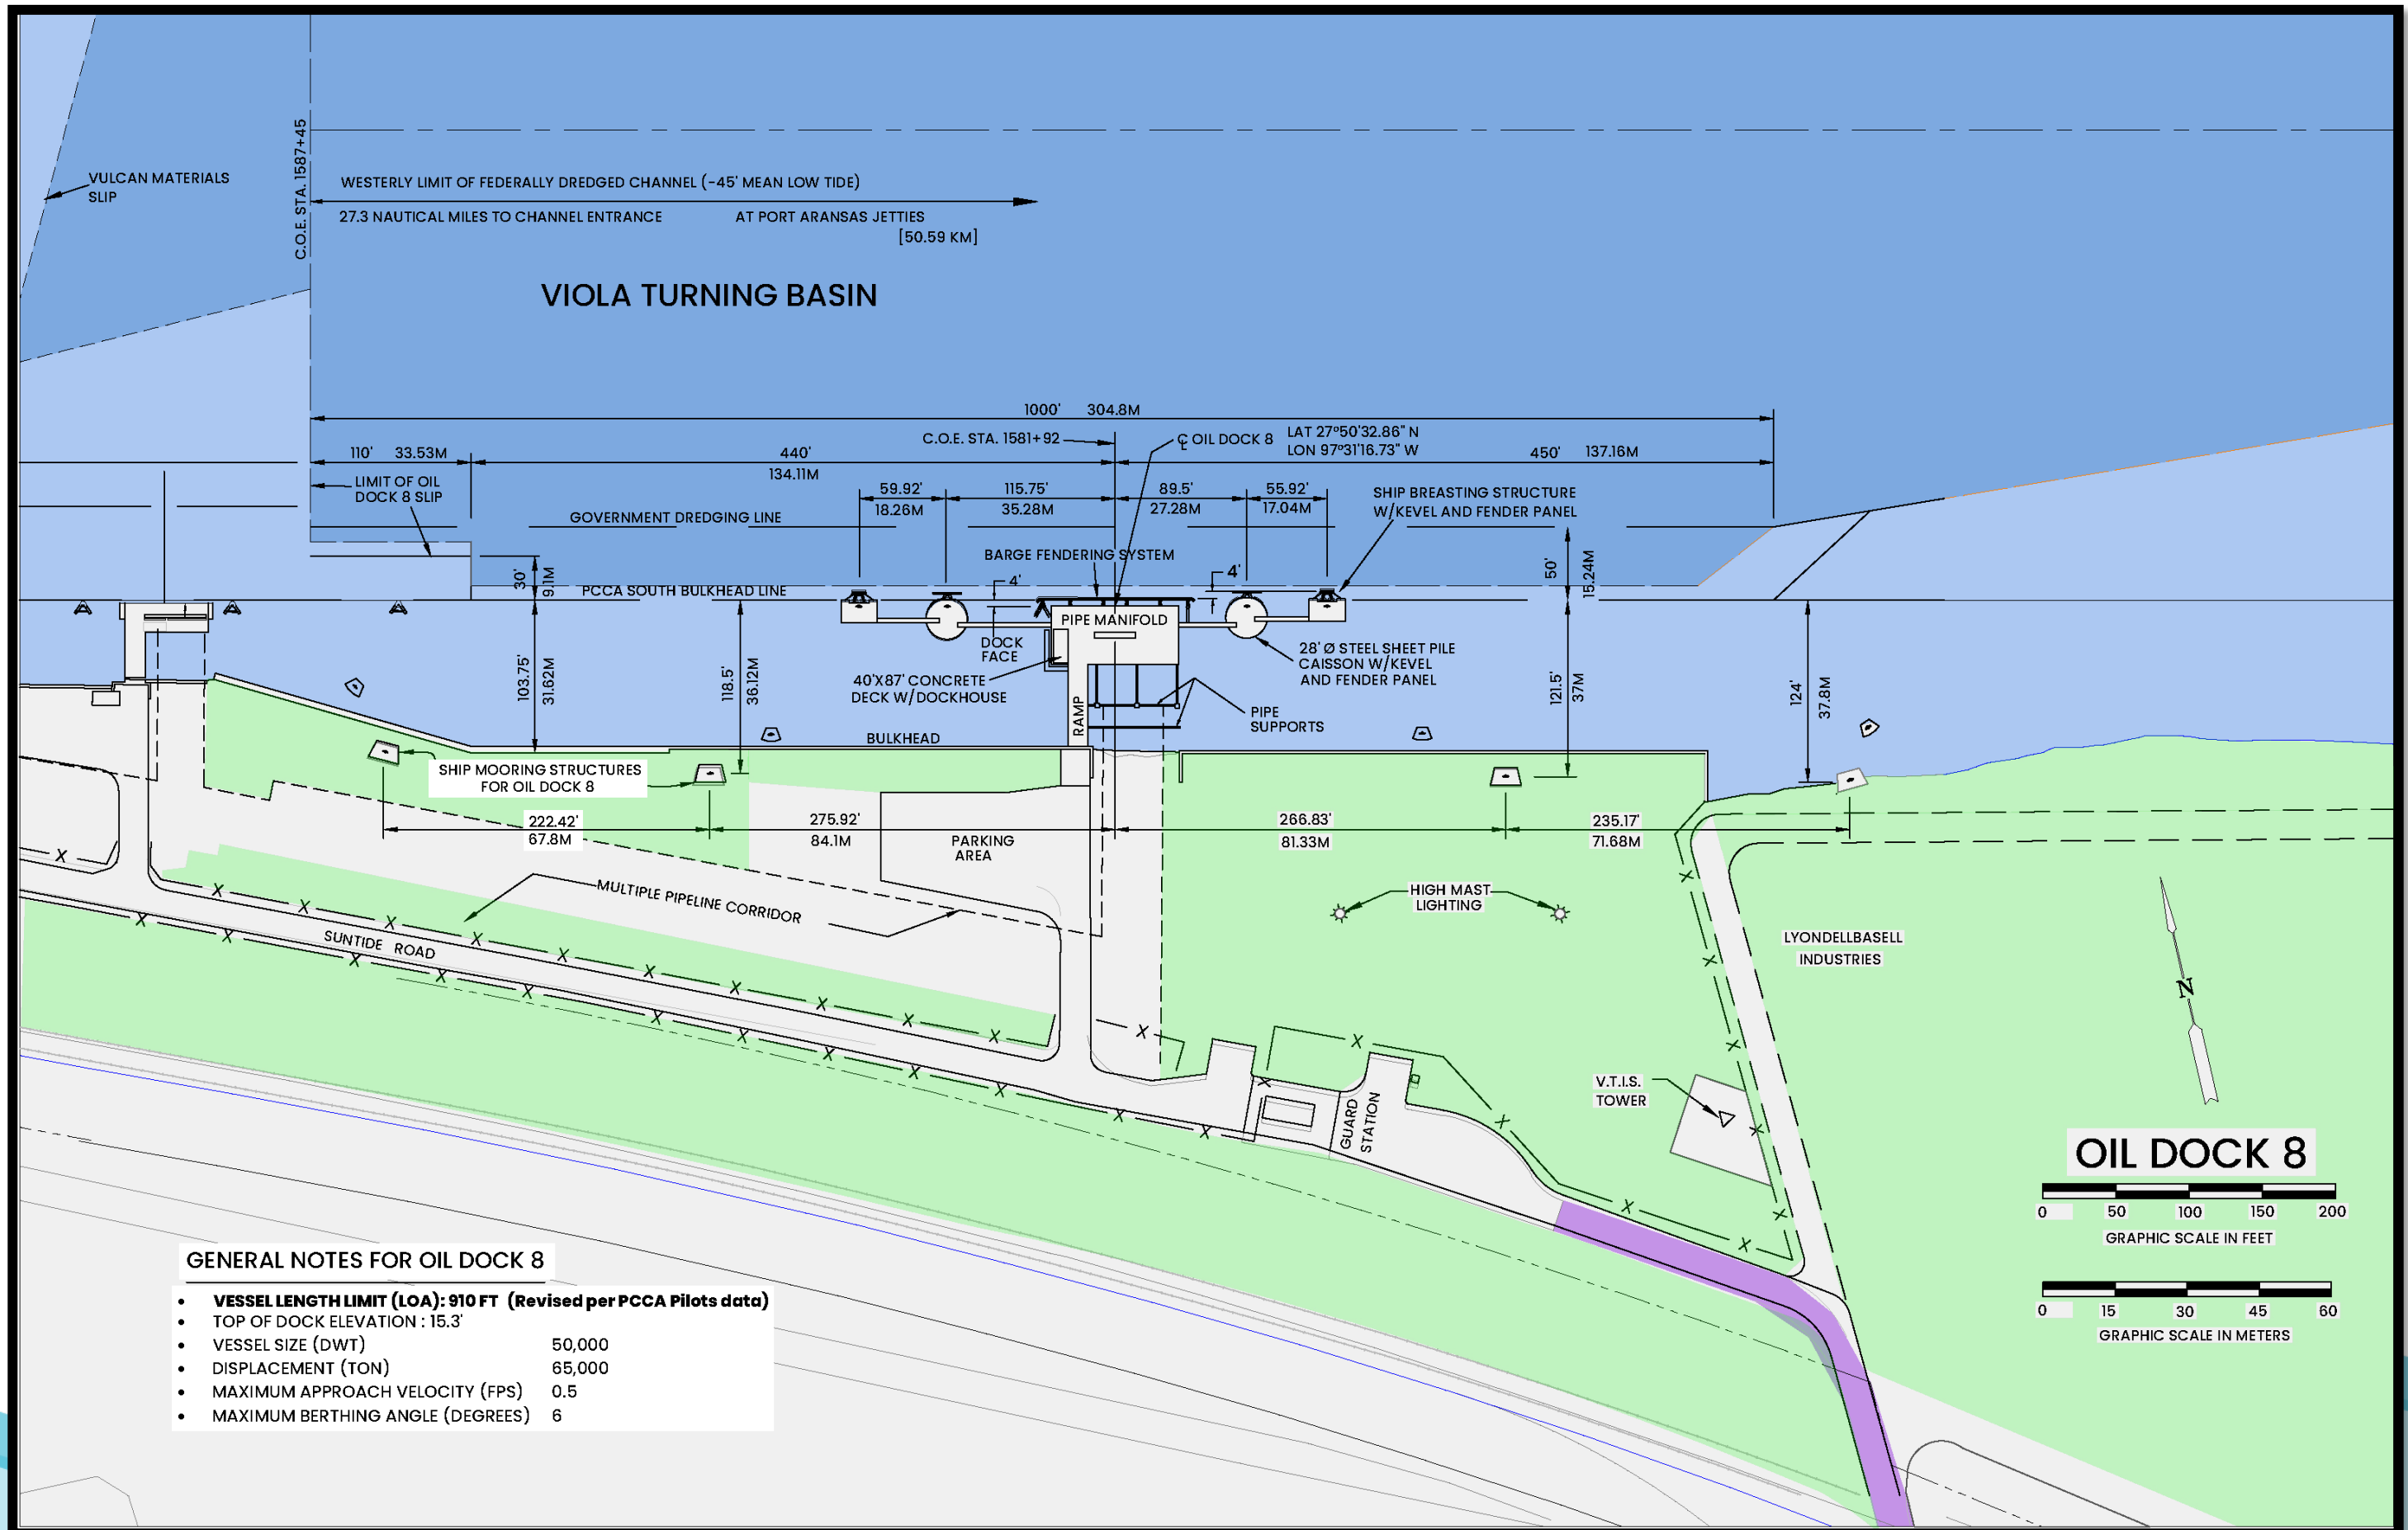 C.O.E. STA. 1587+45
VULCAN MATERIALS
SLIP
WESTERLY LIMIT OF FEDERALLY DREDGED CHANNEL (-45' MEAN LOW TIDE)
27.3 NAUTICAL MILES TO CHANNEL ENTRANCE AT PORT ARANSAS JETTIES
[50.59 KM]
VIOLA TURNING BASIN
1000' 304.8M
C.O.E. STA. 1581+92
℄ OIL DOCK 8
LAT 27º50'32.86" N
LON 97º31'16.73" W
110' 33.53M
440'
134.11M
450' 137.16M
LIMIT OF OIL
DOCK 8 SLIP
59.92'
18.26M
115.75'
35.28M
89.5'
27.28M
55.92'
17.04M
SHIP BREASTING STRUCTURE
W/KEVEL AND FENDER PANEL
GOVERNMENT DREDGING LINE
BARGE FENDERING SYSTEM
30'
9.1M
4'
4'
50'
15.24M
PCCA SOUTH BULKHEAD LINE
PIPE MANIFOLD
DOCK
FACE
103.75'
31.62M
118.5'
36.12M
40'X87' CONCRETE
DECK W/DOCKHOUSE
28' Ø STEEL SHEET PILE
CAISSON W/KEVEL
AND FENDER PANEL
121.5'
37M
124'
37.8M
RAMP
PIPE
SUPPORTS
BULKHEAD
SHIP MOORING STRUCTURES
FOR OIL DOCK 8
222.42'
67.8M
275.92'
84.1M
266.83'
81.33M
235.17'
71.68M
PARKING
AREA
MULTIPLE PIPELINE CORRIDOR
HIGH MAST
LIGHTING
SUNTIDE ROAD
LYONDELLBASELL
INDUSTRIES
N
V.T.I.S.
TOWER
GUARD
STATION
OIL DOCK 8
0 50 100 150 200
GRAPHIC SCALE IN FEET
0 15 30 45 60
GRAPHIC SCALE IN METERS
GENERAL NOTES FOR OIL DOCK 8
• VESSEL LENGTH LIMIT (LOA): 910 FT (Revised per PCCA Pilots data)
• TOP OF DOCK ELEVATION : 15.3'
• VESSEL SIZE (DWT) 50,000
• DISPLACEMENT (TON) 65,000
• MAXIMUM APPROACH VELOCITY (FPS) 0.5
• MAXIMUM BERTHING ANGLE (DEGREES) 6